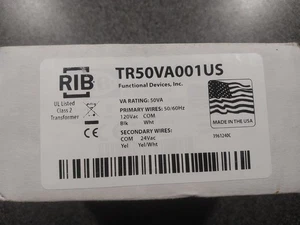 RIB
TR50VA001US
Functional Devices, Inc.
UL Listed
Class 2
Transformer
VA RATING: 50VA
PRIMARY WIRES: 50/60Hz
120Vac COM
Blk Wht
SECONDARY WIRES:
COM 24Vac
Yel Yel/Wht
MADE IN THE USA